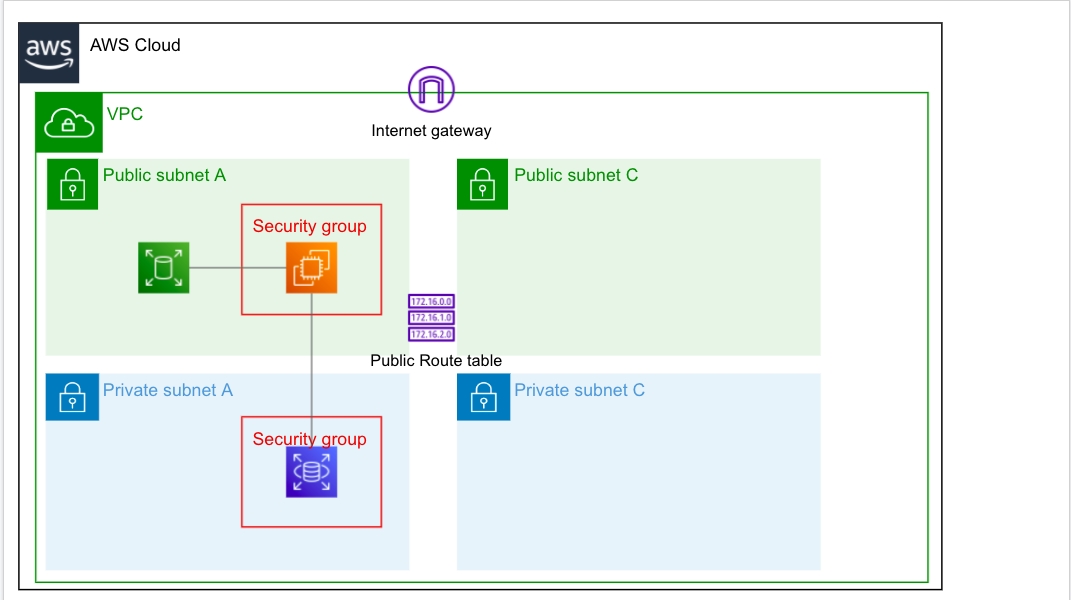 aws
AWS Cloud
Internet gateway
VPC
Public subnet A
Public subnet C
Security group
172.16.0.0
172.16.1.0
172.16.2.0
Public Route table
Private subnet A
Private subnet C
Security group